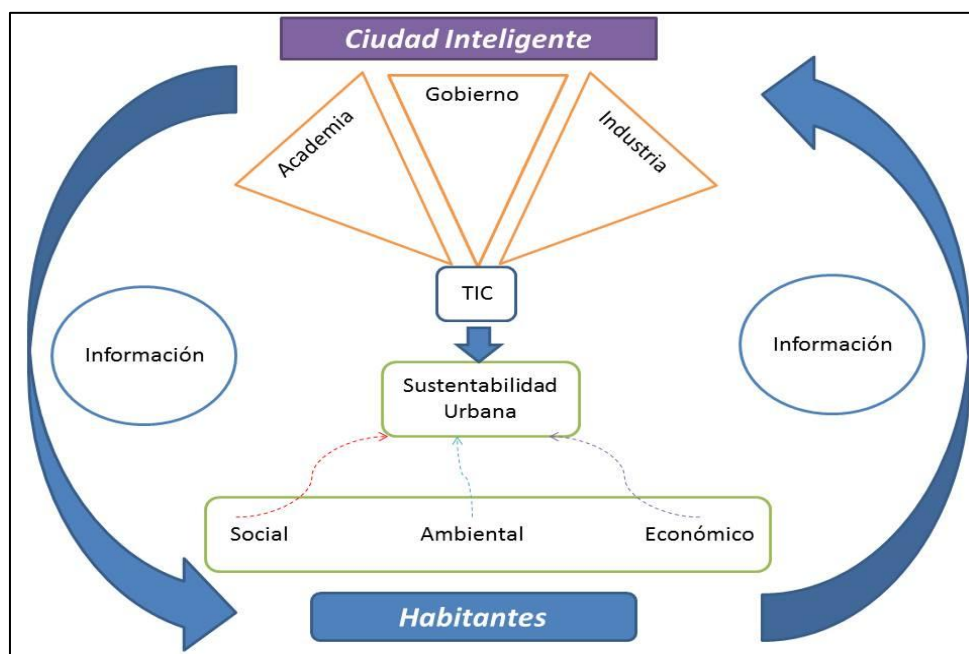 Ciudad Inteligente
Academia
Gobierno
Industria
TIC
Información
Información
Sustentabilidad
Urbana
Social
Ambiental
Económico
Habitantes